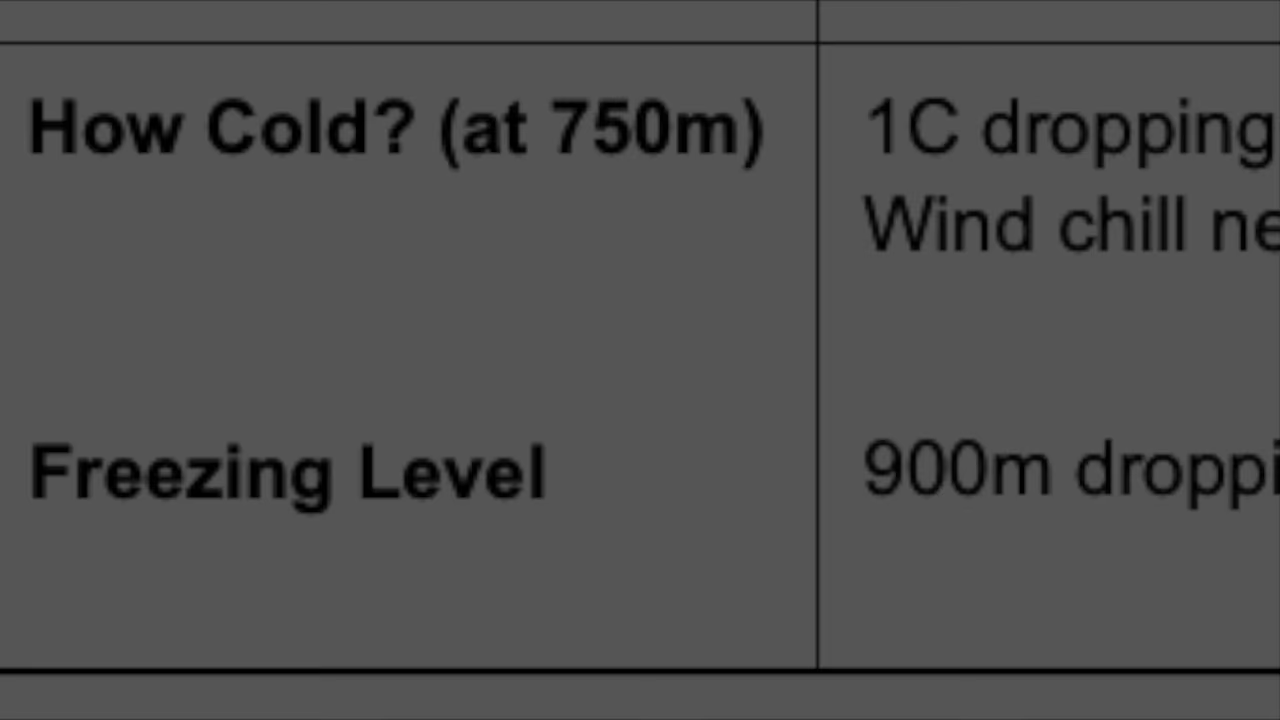 How Cold? (at 750m)
1C dropping
Wind chill
Freezing Level
900m